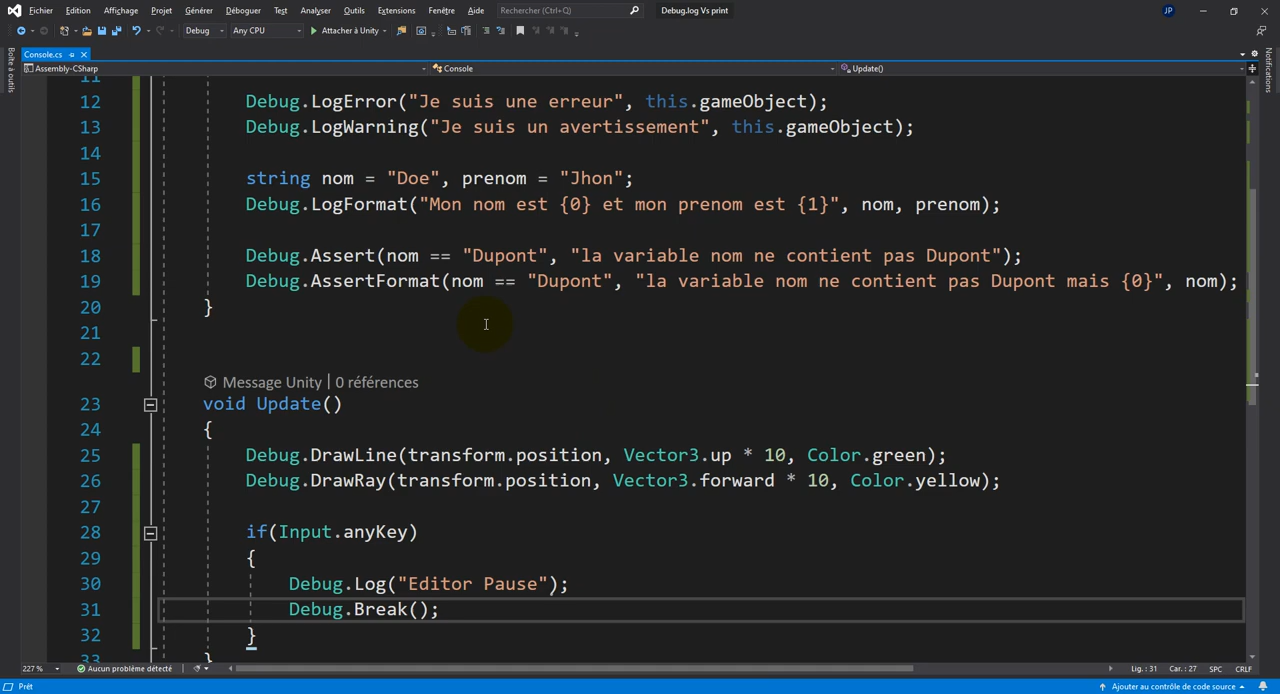 Fichier Edition Affichage Projet Générer Déboguer Test Analyser Outils Extensions Fenêtre Aide Rechercher (Ctrl+Q) Debug.log Vs print JP
Debug Any CPU Attacher à Unity
Console.cs
Assembly-CSharp Console Update()
Boîte à outils
Notifications
11
12 Debug.LogError("Je suis une erreur", this.gameObject);
13 Debug.LogWarning("Je suis un avertissement", this.gameObject);
14
15 string nom = "Doe", prenom = "Jhon";
16 Debug.LogFormat("Mon nom est {0} et mon prenom est {1}", nom, prenom);
17
18 Debug.Assert(nom == "Dupont", "la variable nom ne contient pas Dupont");
19 Debug.AssertFormat(nom == "Dupont", "la variable nom ne contient pas Dupont mais {0}", nom);
20 }
21
22
Message Unity | 0 références
23 void Update()
24 {
25 Debug.DrawLine(transform.position, Vector3.up * 10, Color.green);
26 Debug.DrawRay(transform.position, Vector3.forward * 10, Color.yellow);
27
28 if(Input.anyKey)
29 {
30 Debug.Log("Editor Pause");
31 Debug.Break();
32 }
33 }
227 % Aucun problème détecté Lig. : 31 Car. : 27 SPC CRLF
Prêt Ajouter au contrôle de code source